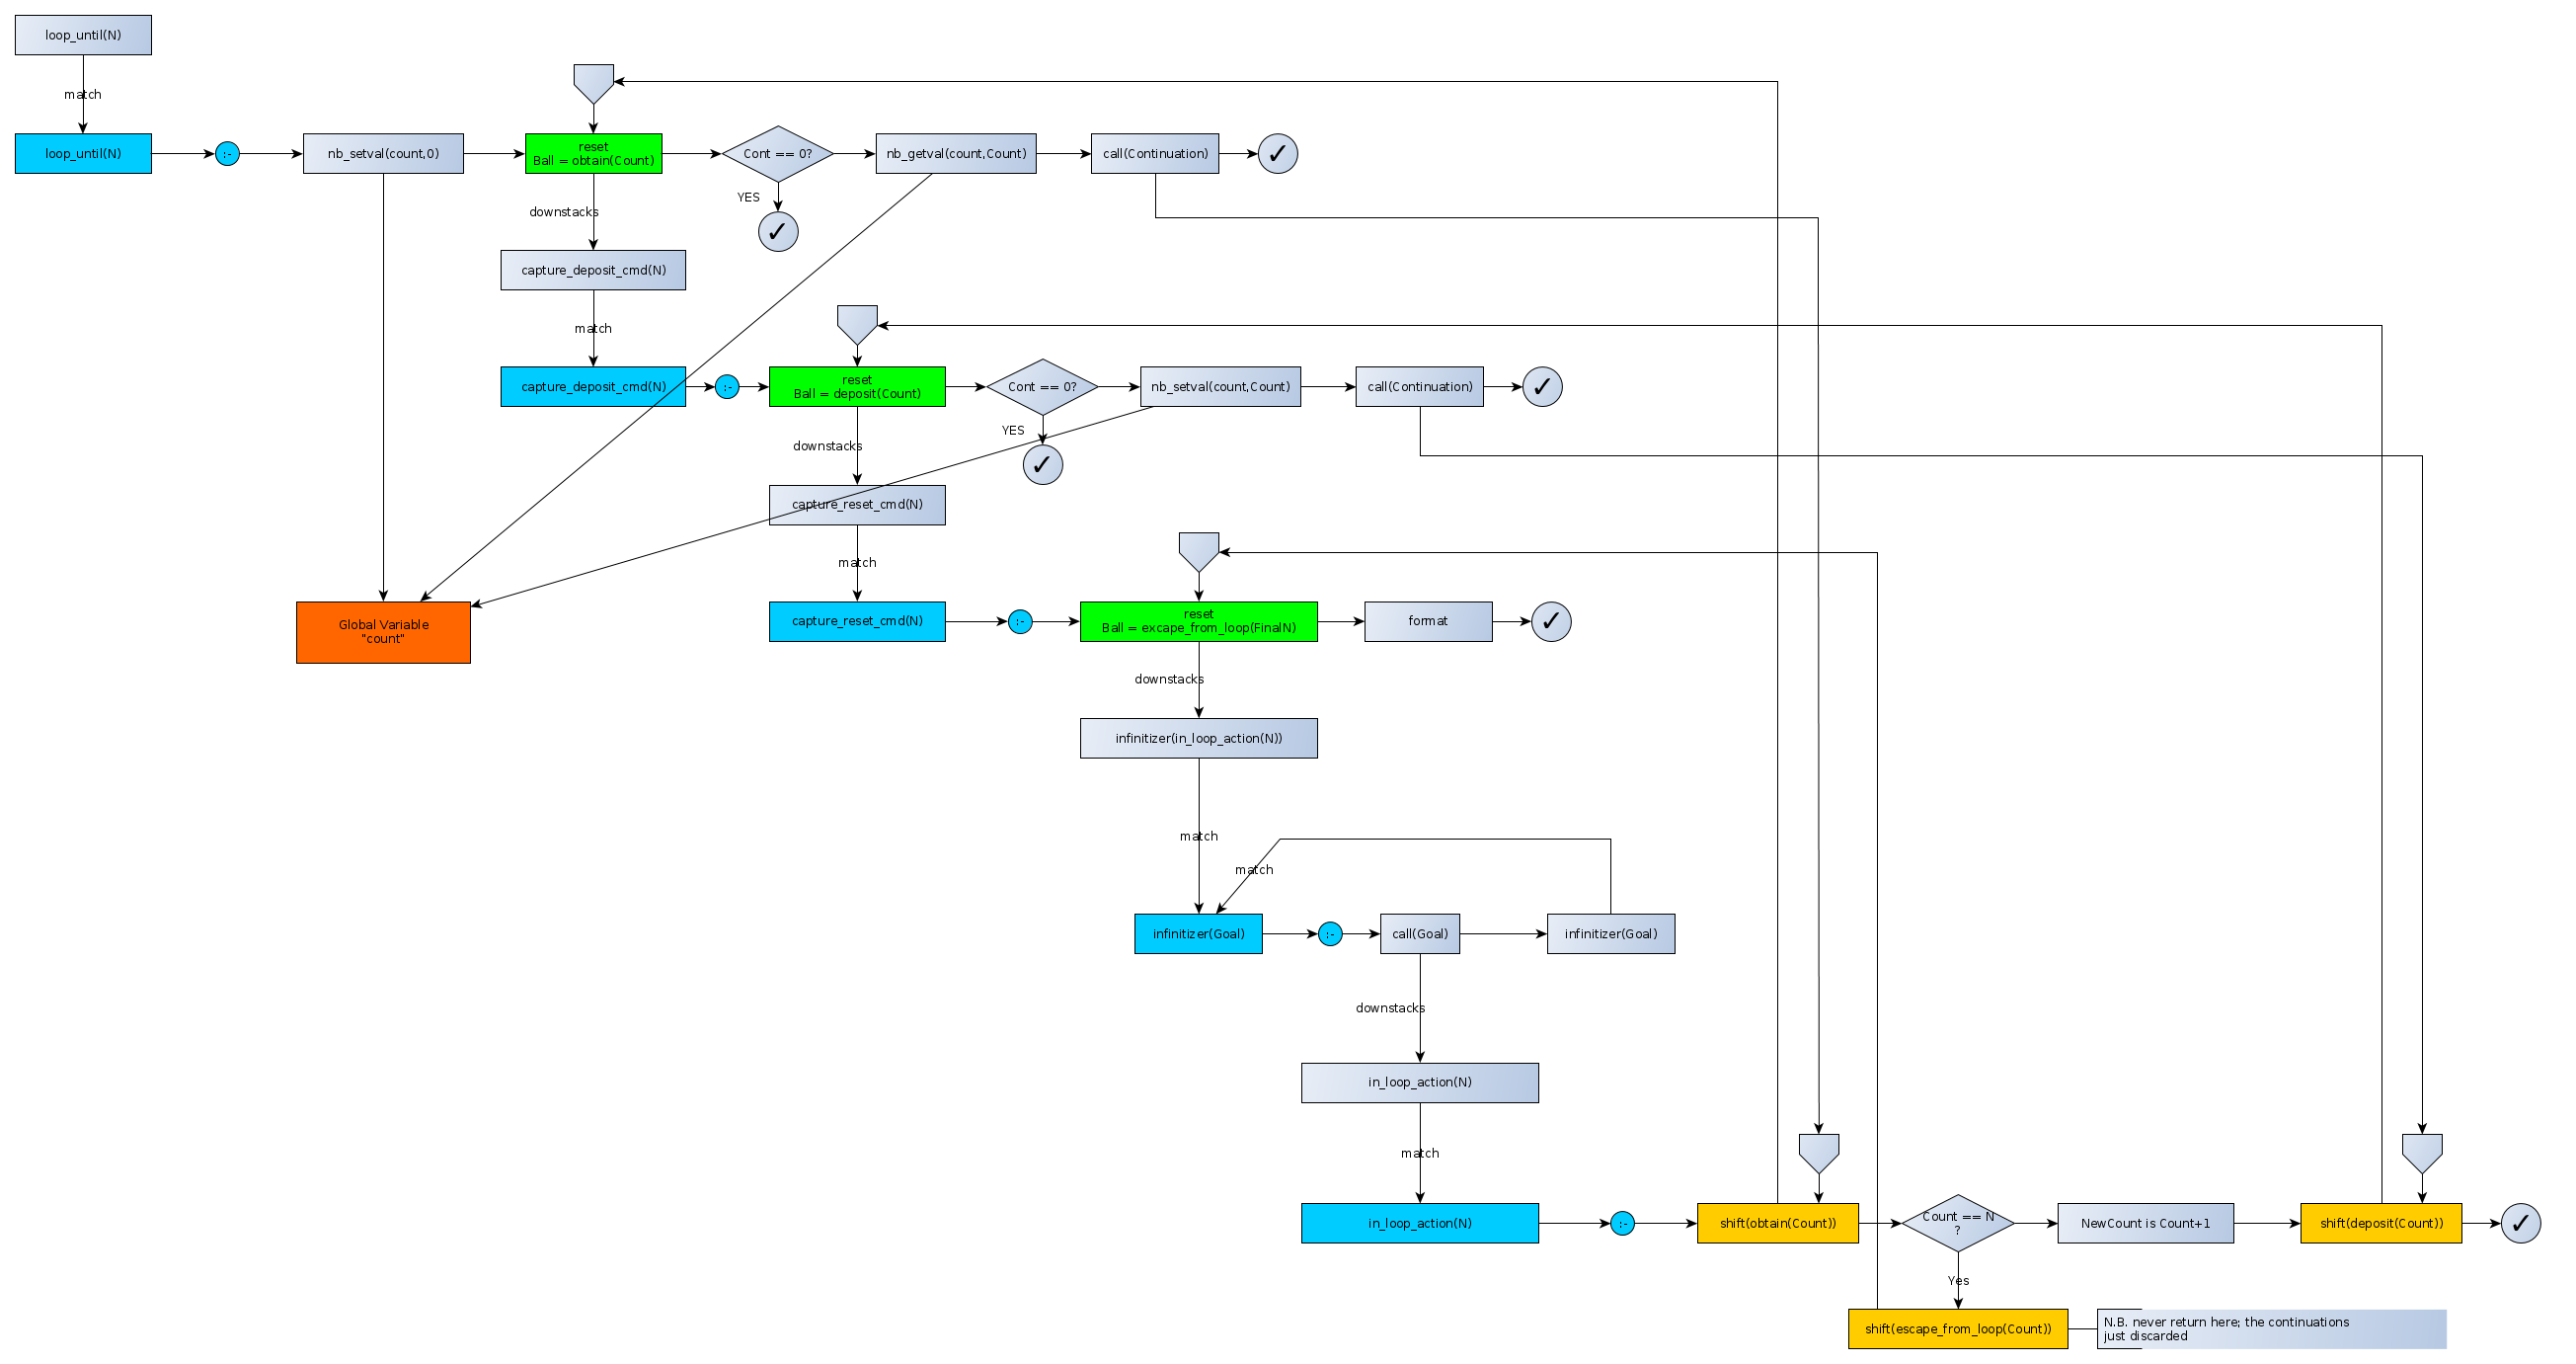 loop_until(N)
match
loop_until(N)
:-
nb_setval(count,0)
reset
Ball = obtain(Count)
Cont == 0?
nb_getval(count,Count)
call(Continuation)
✓
YES
✓
downstacks
capture_deposit_cmd(N)
match
capture_deposit_cmd(N)
:-
reset
Ball = deposit(Count)
Cont == 0?
nb_setval(count,Count)
call(Continuation)
✓
YES
✓
downstacks
capture_reset_cmd(N)
match
Global Variable
"count"
capture_reset_cmd(N)
:-
reset
Ball = excape_from_loop(FinalN)
format
✓
downstacks
infinitizer(in_loop_action(N))
match
match
infinitizer(Goal)
:-
call(Goal)
infinitizer(Goal)
downstacks
in_loop_action(N)
match
in_loop_action(N)
:-
shift(obtain(Count))
Count == N
?
NewCount is Count+1
shift(deposit(Count))
✓
Yes
shift(escape_from_loop(Count))
N.B. never return here; the continuations
just discarded